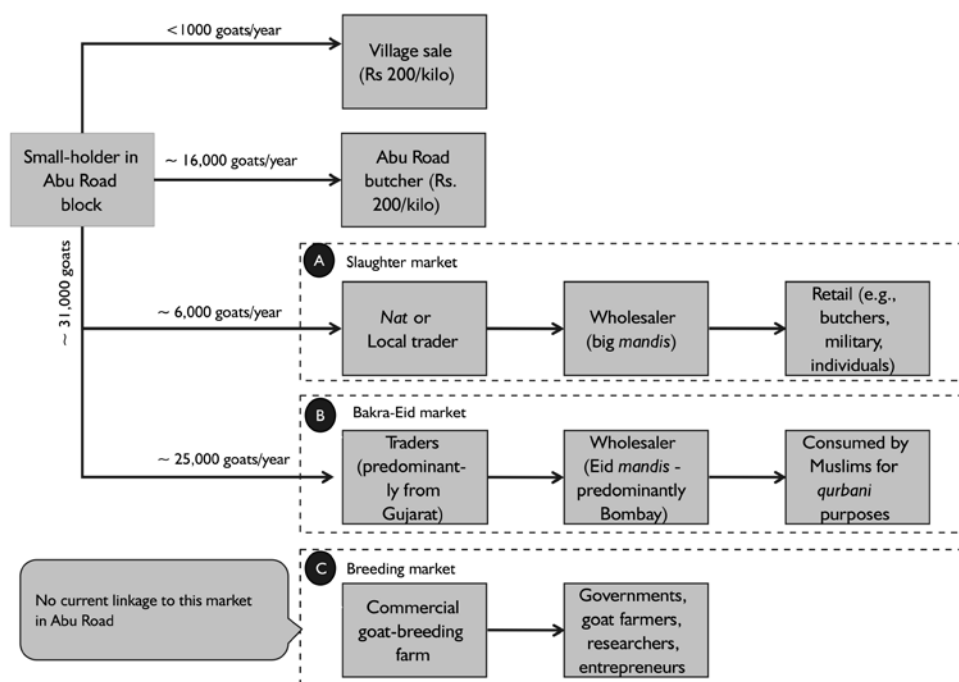 <1000 goats/year
Village sale
(Rs 200/kilo)
Small-holder in
Abu Road
block
~ 16,000 goats/year
Abu Road
butcher (Rs.
200/kilo)
~ 31,000 goats
A
Slaughter market
~ 6,000 goats/year
Nat or
Local trader
Wholesaler
(big mandis)
Retail (e.g.,
butchers,
military,
individuals)
B
Bakra-Eid market
~ 25,000 goats/year
Traders
(predominant-
ly from
Gujarat)
Wholesaler
(Eid mandis -
predominantly
Bombay)
Consumed by
Muslims for
qurbani
purposes
C
Breeding market
No current linkage to this market
in Abu Road
Commercial
goat-breeding
farm
Governments,
goat farmers,
researchers,
entrepreneurs